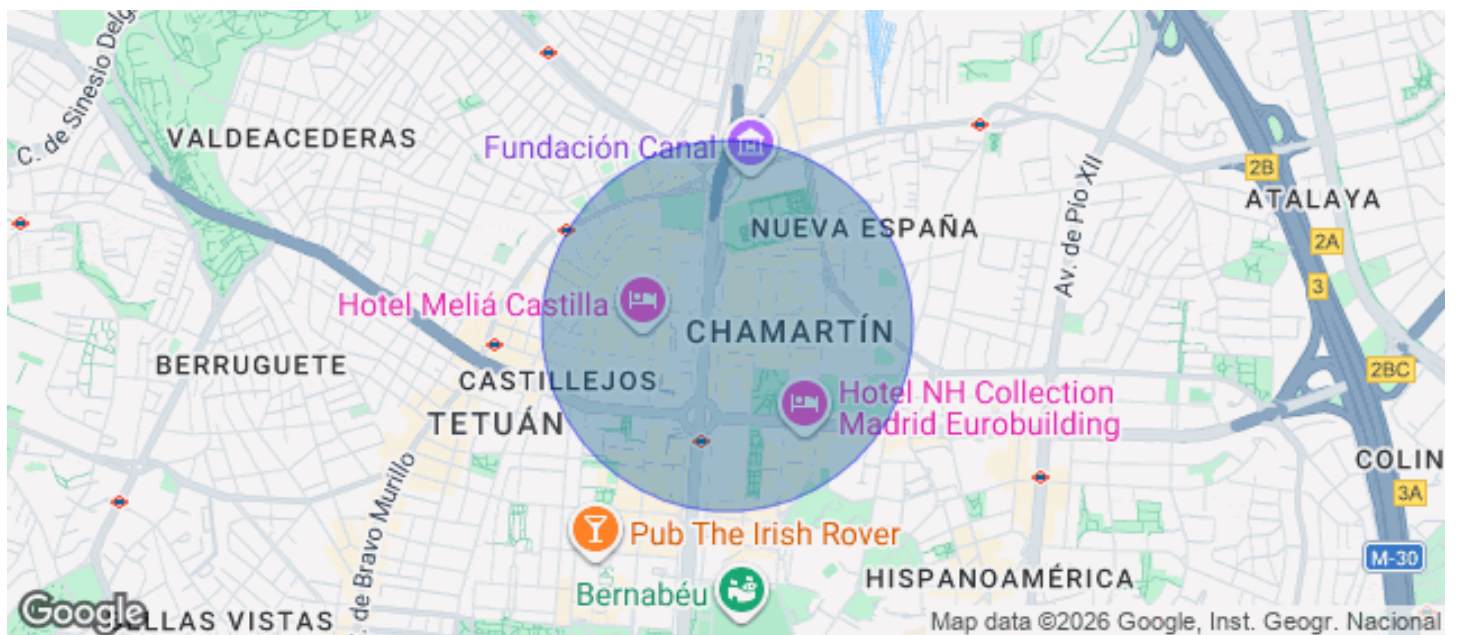 C. de Sinesio Delg
VALDEACEDERAS
Fundación Canal
NUEVA ESPAÑA
Av. de Pío XII
2B
ATALAYA
2A
3
Hotel Meliá Castilla
CHAMARTÍN
BERRUGUETE
CASTILLEJOS
TETUÁN
Hotel NH Collection
Madrid Eurobuilding
2BC
COLIN
3A
. de Bravo Murillo
Pub The Irish Rover
M-30
Bernabéu
HISPANOAMÉRICA
Google
ELLAS VISTAS
Map data ©2026 Google, Inst. Geogr. Nacional